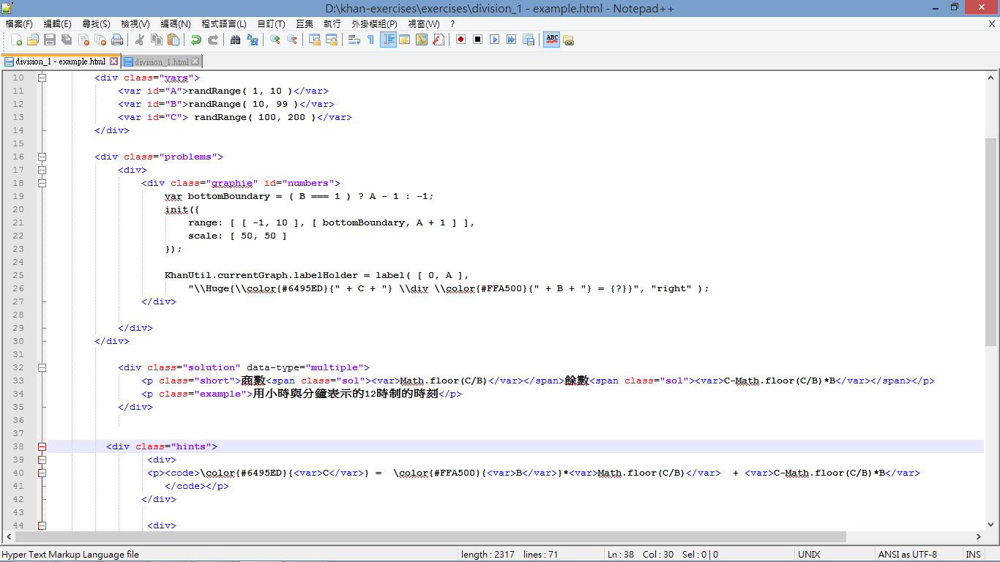 D:\khan-exercises\exercises\division_1 - example.html - Notepad++
檔案(F) 編輯(E) 尋找(S) 檢視(V) 編碼(N) 程式語言(L) 自訂(T) 巨集 執行 外掛模組(P) 視窗(W) ? X
ABC
division_1 - example.html division_1.html
10 <div class="vars">
11 <var id="A">randRange( 1, 10 )</var>
12 <var id="B">randRange( 10, 99 )</var>
13 <var id="C"> randRange( 100, 200 )</var>
14 </div>
15
16 <div class="problems">
17 <div>
18 <div class="graphie" id="numbers">
19 var bottomBoundary = ( B === 1 ) ? A - 1 : -1;
20 init({
21 range: [ [ -1, 10 ], [ bottomBoundary, A + 1 ] ],
22 scale: [ 50, 50 ]
23 });
24
25 KhanUtil.currentGraph.labelHolder = label( [ 0, A ],
26 "\\Huge{\\color{#6495ED}{" + C + "} \\div \\color{#FFA500}{" + B + "} = {?}}", "right" );
27 </div>
28
29 </div>
30 </div>
31
32 <div class="solution" data-type="multiple">
33 <p class="short">商數<span class="sol"><var>Math.floor(C/B)</var></span>餘數<span class="sol"><var>C-Math.floor(C/B)*B</var></span></p>
34 <p class="example">用小時與分鐘表示的12時制的時刻</p>
35 </div>
36
37
38 <div class="hints">
39 <div>
40 <p><code>\color{#6495ED}{<var>C</var>} =  \color{#FFA500}{<var>B</var>}*<var>Math.floor(C/B)</var>  + <var>C-Math.floor(C/B)*B</var>
41 </code></p>
42 </div>
43
44 <div>
Hyper Text Markup Language file length : 2317 lines : 71 Ln : 38 Col : 30 Sel : 0 | 0 UNIX ANSI as UTF-8 INS